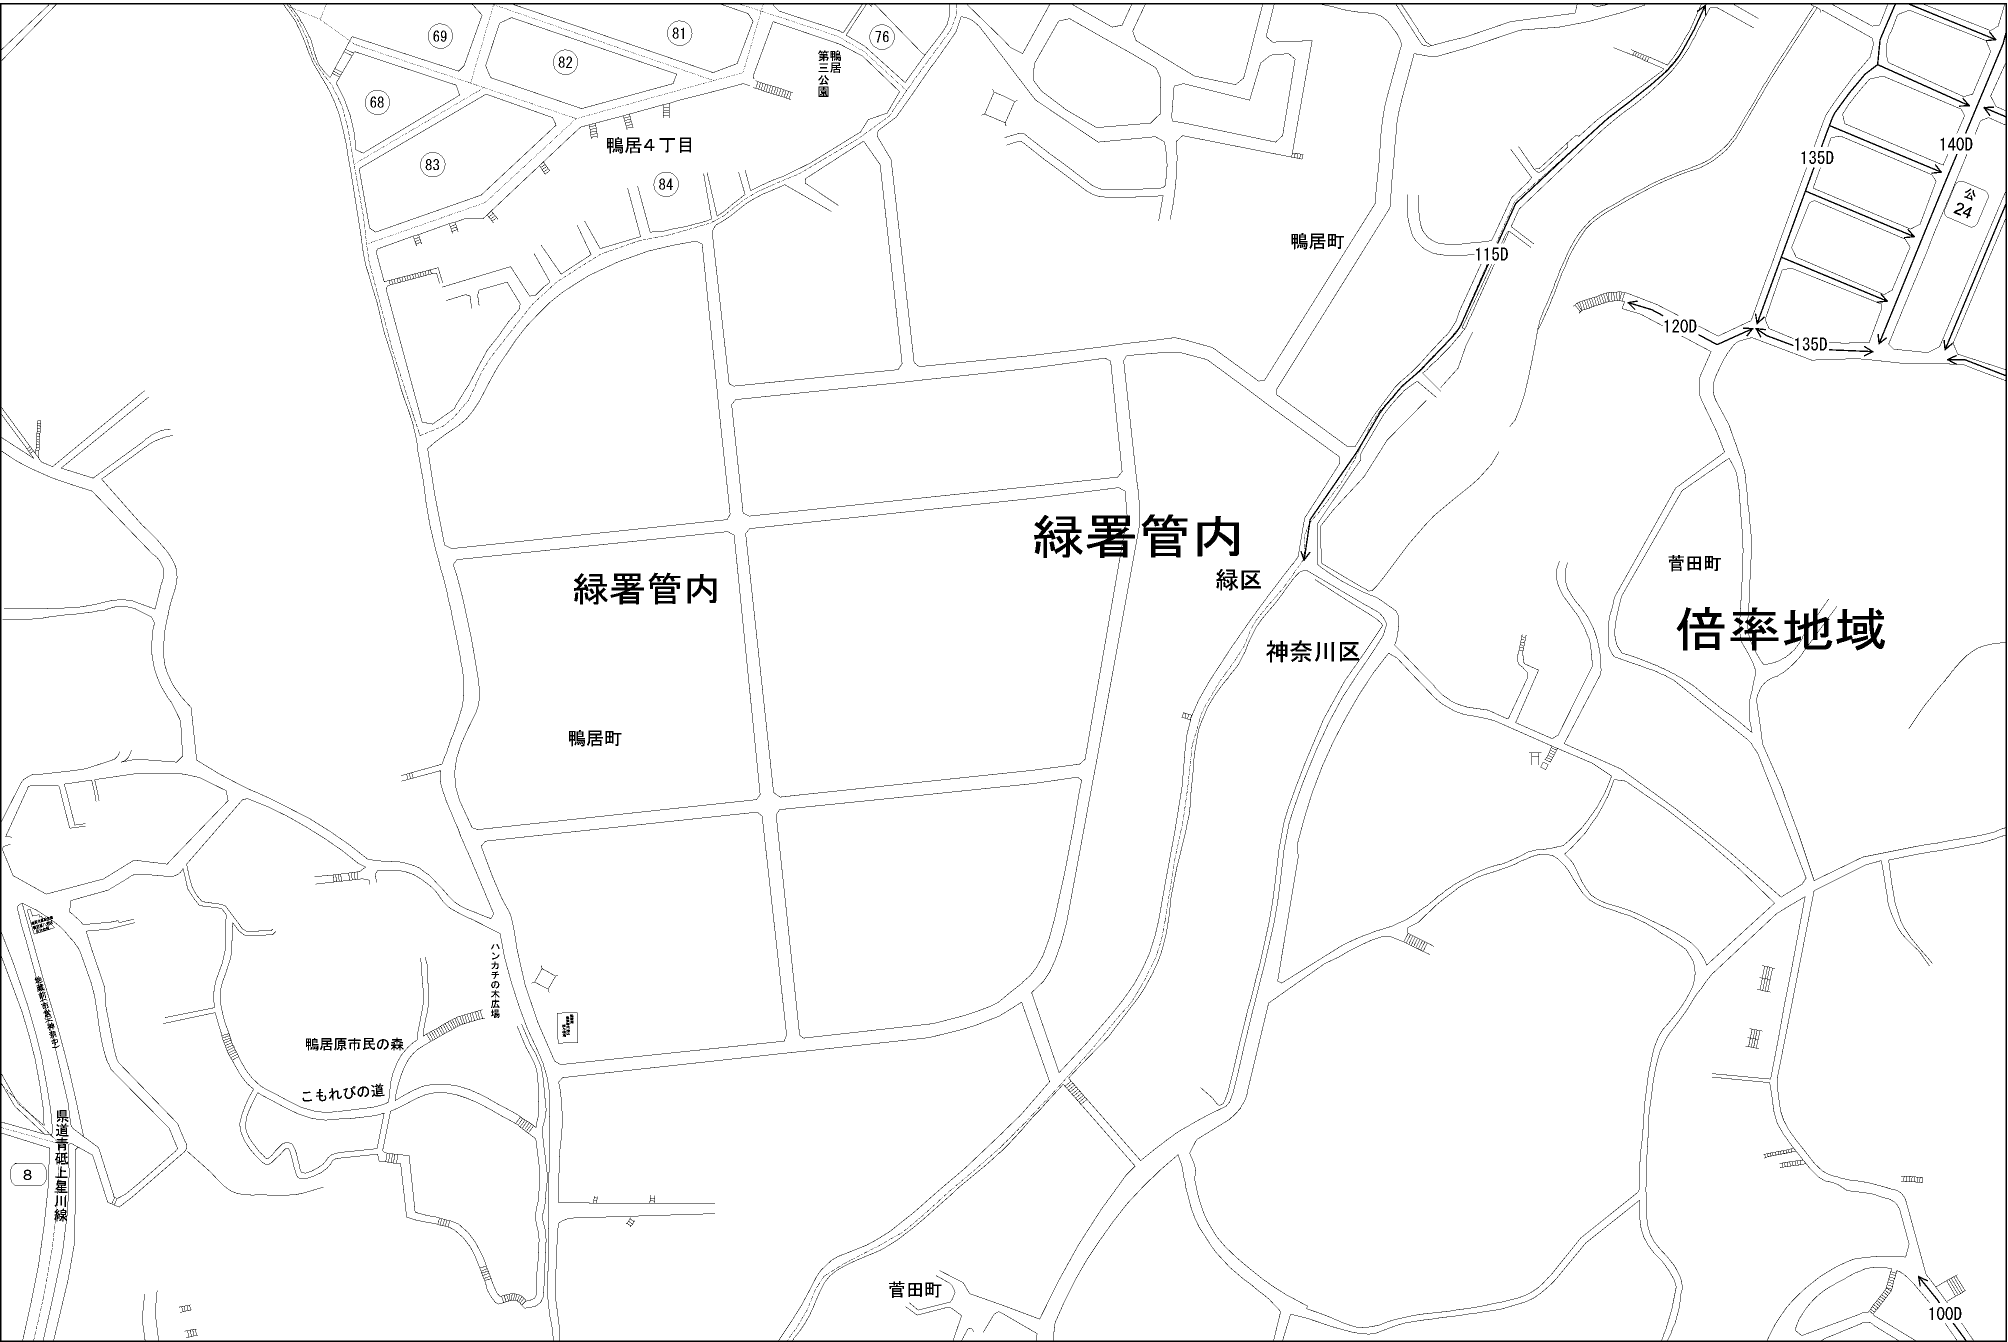 69
81
76
82
鴨居
第三公園
68
鴨居4丁目
83
84
140D
135D
公
24
鴨居町
115D
120D
135D
緑署管内
緑署管内
緑区
菅田町
倍率地域
神奈川区
鴨居町
ハンカチの木広場
鴨居原市民の森
こもれびの道
県道青砥上星川線
8
菅田町
100D